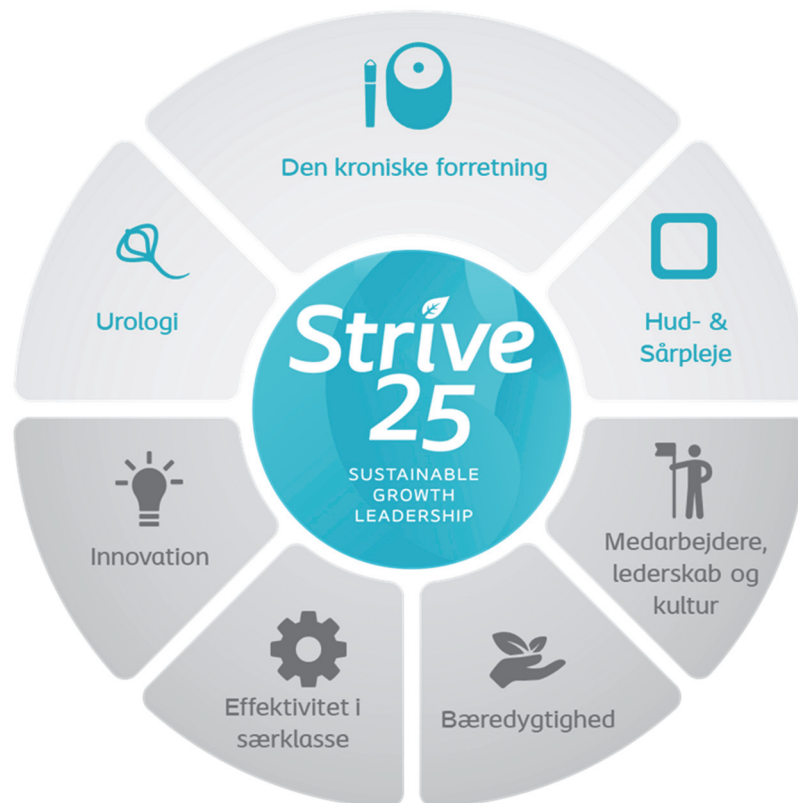 Den kroniske forretning
Urologi
Hud- &
Sårpleje
Strive
25
SUSTAINABLE
GROWTH
LEADERSHIP
Innovation
Medarbejdere,
lederskab og
kultur
Effektivitet i
særklasse
Bæredygtighed